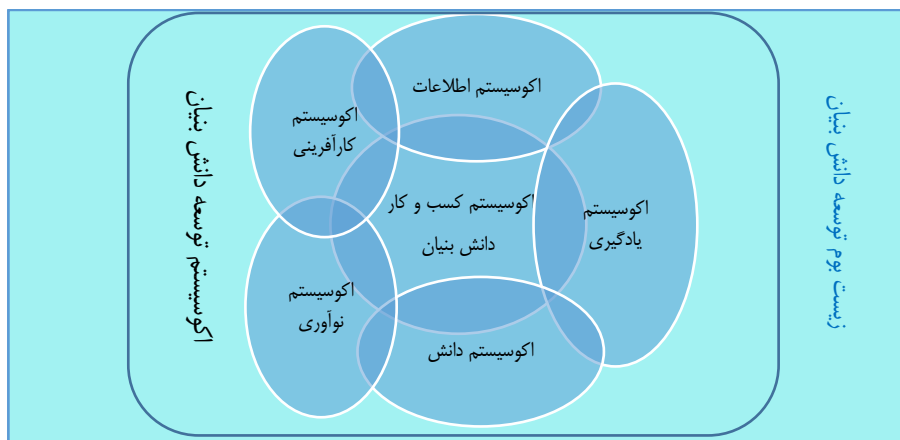 زیست بوم توسعه دانش بنیان
اکوسیستم توسعه دانش بنیان
اکوسیستم اطلاعات
اکوسیستم
کارآفرینی
اکوسیستم کسب و کار
دانش بنیان
اکوسیستم
یادگیری
اکوسیستم
نوآوری
اکوسیستم دانش